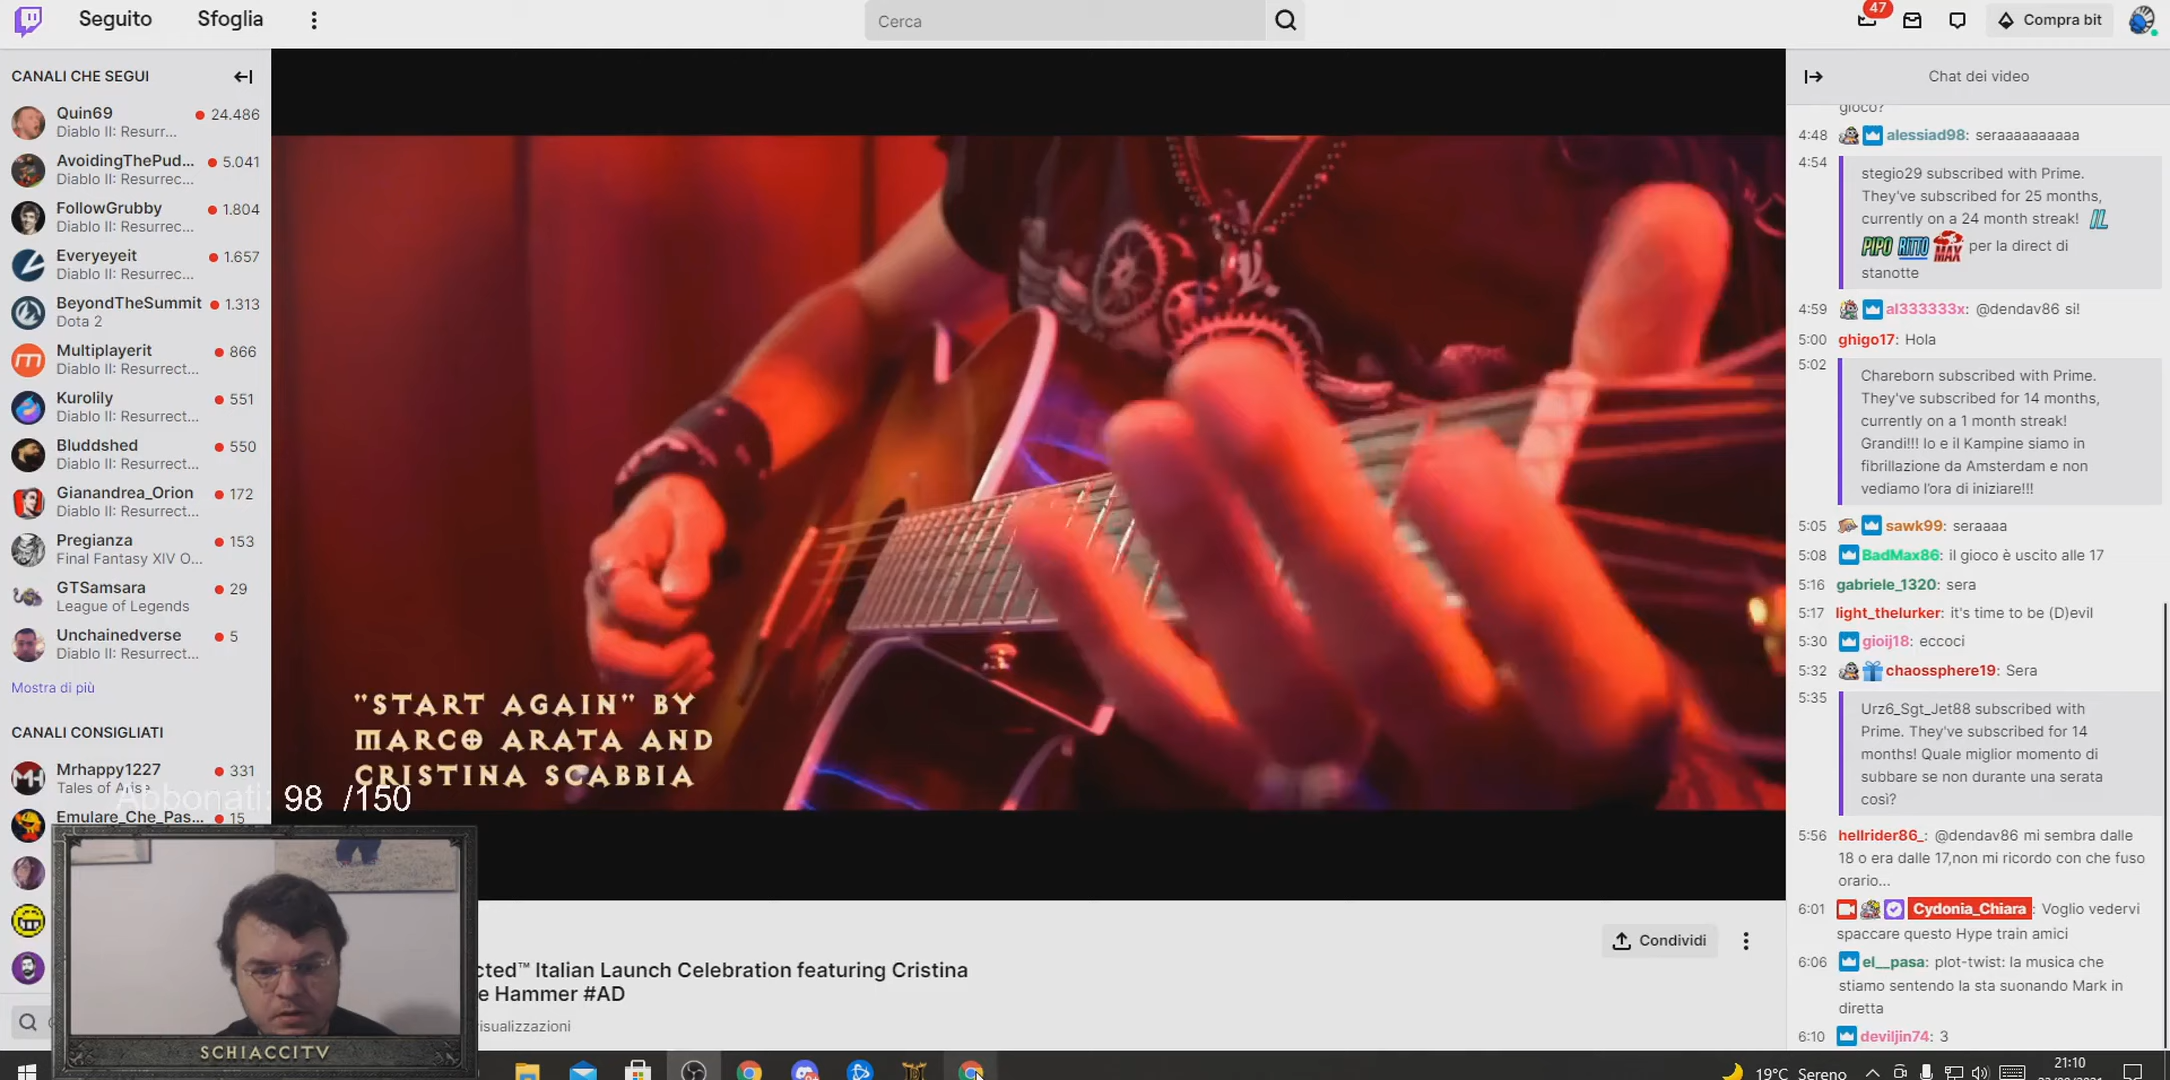 Seguito
Sfoglia
Cerca
47
Compra bit
CANALI CHE SEGUI
Quin69
24.486
Diablo II: Resurr...
AvoidingThePud...
5.041
Diablo II: Resurrec...
FollowGrubby
1.804
Diablo II: Resurrec...
Everyeyeit
1.657
Diablo II: Resurrec...
BeyondTheSummit
1.313
Dota 2
Multiplayerit
866
Diablo II: Resurrect...
Kurolily
551
Diablo II: Resurrect...
Bluddshed
550
Diablo II: Resurrect...
Gianandrea_Orion
172
Diablo II: Resurrect...
Pregianza
153
Final Fantasy XIV O...
GTSamsara
29
League of Legends
Unchainedverse
5
Diablo II: Resurrect...
Mostra di più
CANALI CONSIGLIATI
Mrhappy1227
331
Tales of Arise
Abbonati: 98 /150
Emulare_Che_Pas...
15
SCHIACCITV
"START AGAIN" BY
MARCO ARATA AND
CRISTINA SCABBIA
Condividi
cted™ Italian Launch Celebration featuring Cristina
e Hammer #AD
visualizzazioni
Chat dei video
gioco?
4:48 alessiad98: seraaaaaaaaaa
4:54 stegio29 subscribed with Prime.
They've subscribed for 25 months,
currently on a 24 month streak! IL
PIPO RITTO MAX per la direct di
stanotte
4:59 al333333x: @dendav86 si!
5:00 ghigo17: Hola
5:02 Chareborn subscribed with Prime.
They've subscribed for 14 months,
currently on a 1 month streak!
Grandi!!! Io e il Kampine siamo in
fibrillazione da Amsterdam e non
vediamo l'ora di iniziare!!!
5:05 sawk99: seraaaa
5:08 BadMax86: il gioco è uscito alle 17
5:16 gabriele_1320: sera
5:17 light_thelurker: it's time to be (D)evil
5:30 gioij18: eccoci
5:32 chaossphere19: Sera
5:35 Urz6_Sgt_Jet88 subscribed with
Prime. They've subscribed for 14
months! Quale miglior momento di
subbare se non durante una serata
così?
5:56 hellrider86_: @dendav86 mi sembra dalle
18 o era dalle 17,non mi ricordo con che fuso
orario...
6:01 Cydonia_Chiara: Voglio vedervi
spaccare questo Hype train amici
6:06 el__pasa: plot-twist: la musica che
stiamo sentendo la sta suonando Mark in
diretta
6:10 deviljin74: 3
19°C Sereno
21:10